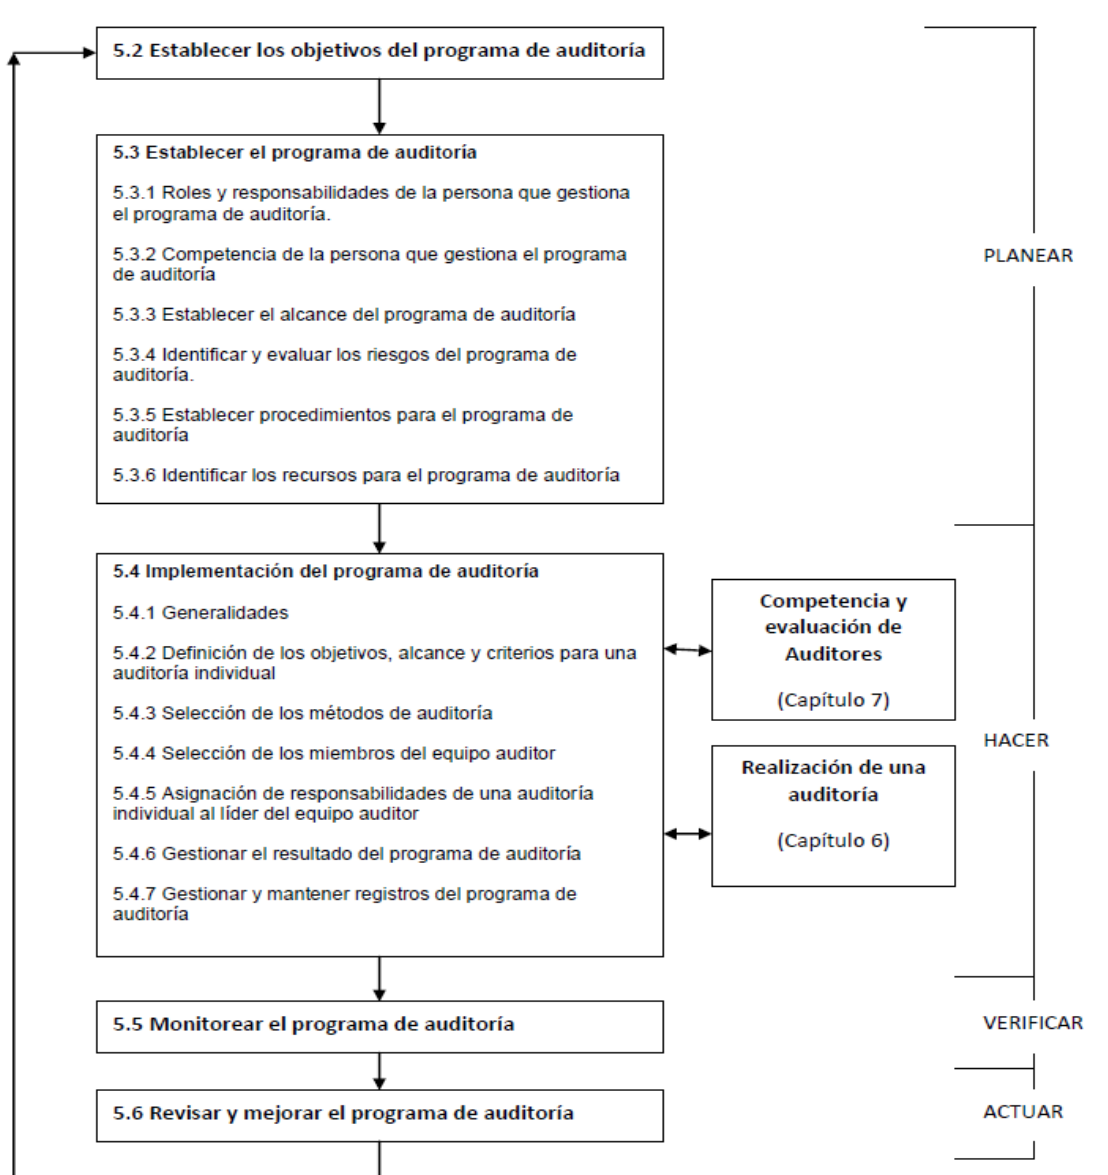 5.2 Establecer los objetivos del programa de auditoría
5.3 Establecer el programa de auditoría
5.3.1 Roles y responsabilidades de la persona que gestiona
el programa de auditoría.
5.3.2 Competencia de la persona que gestiona el programa
de auditoría
5.3.3 Establecer el alcance del programa de auditoría
5.3.4 Identificar y evaluar los riesgos del programa de
auditoría.
5.3.5 Establecer procedimientos para el programa de
auditoría
5.3.6 Identificar los recursos para el programa de auditoría
PLANEAR
5.4 Implementación del programa de auditoría
5.4.1 Generalidades
5.4.2 Definición de los objetivos, alcance y criterios para una
auditoría individual
5.4.3 Selección de los métodos de auditoría
5.4.4 Selección de los miembros del equipo auditor
5.4.5 Asignación de responsabilidades de una auditoría
individual al líder del equipo auditor
5.4.6 Gestionar el resultado del programa de auditoría
5.4.7 Gestionar y mantener registros del programa de
auditoría
Competencia y
evaluación de
Auditores
(Capítulo 7)
Realización de una
auditoría
(Capítulo 6)
HACER
5.5 Monitorear el programa de auditoría
VERIFICAR
5.6 Revisar y mejorar el programa de auditoría
ACTUAR